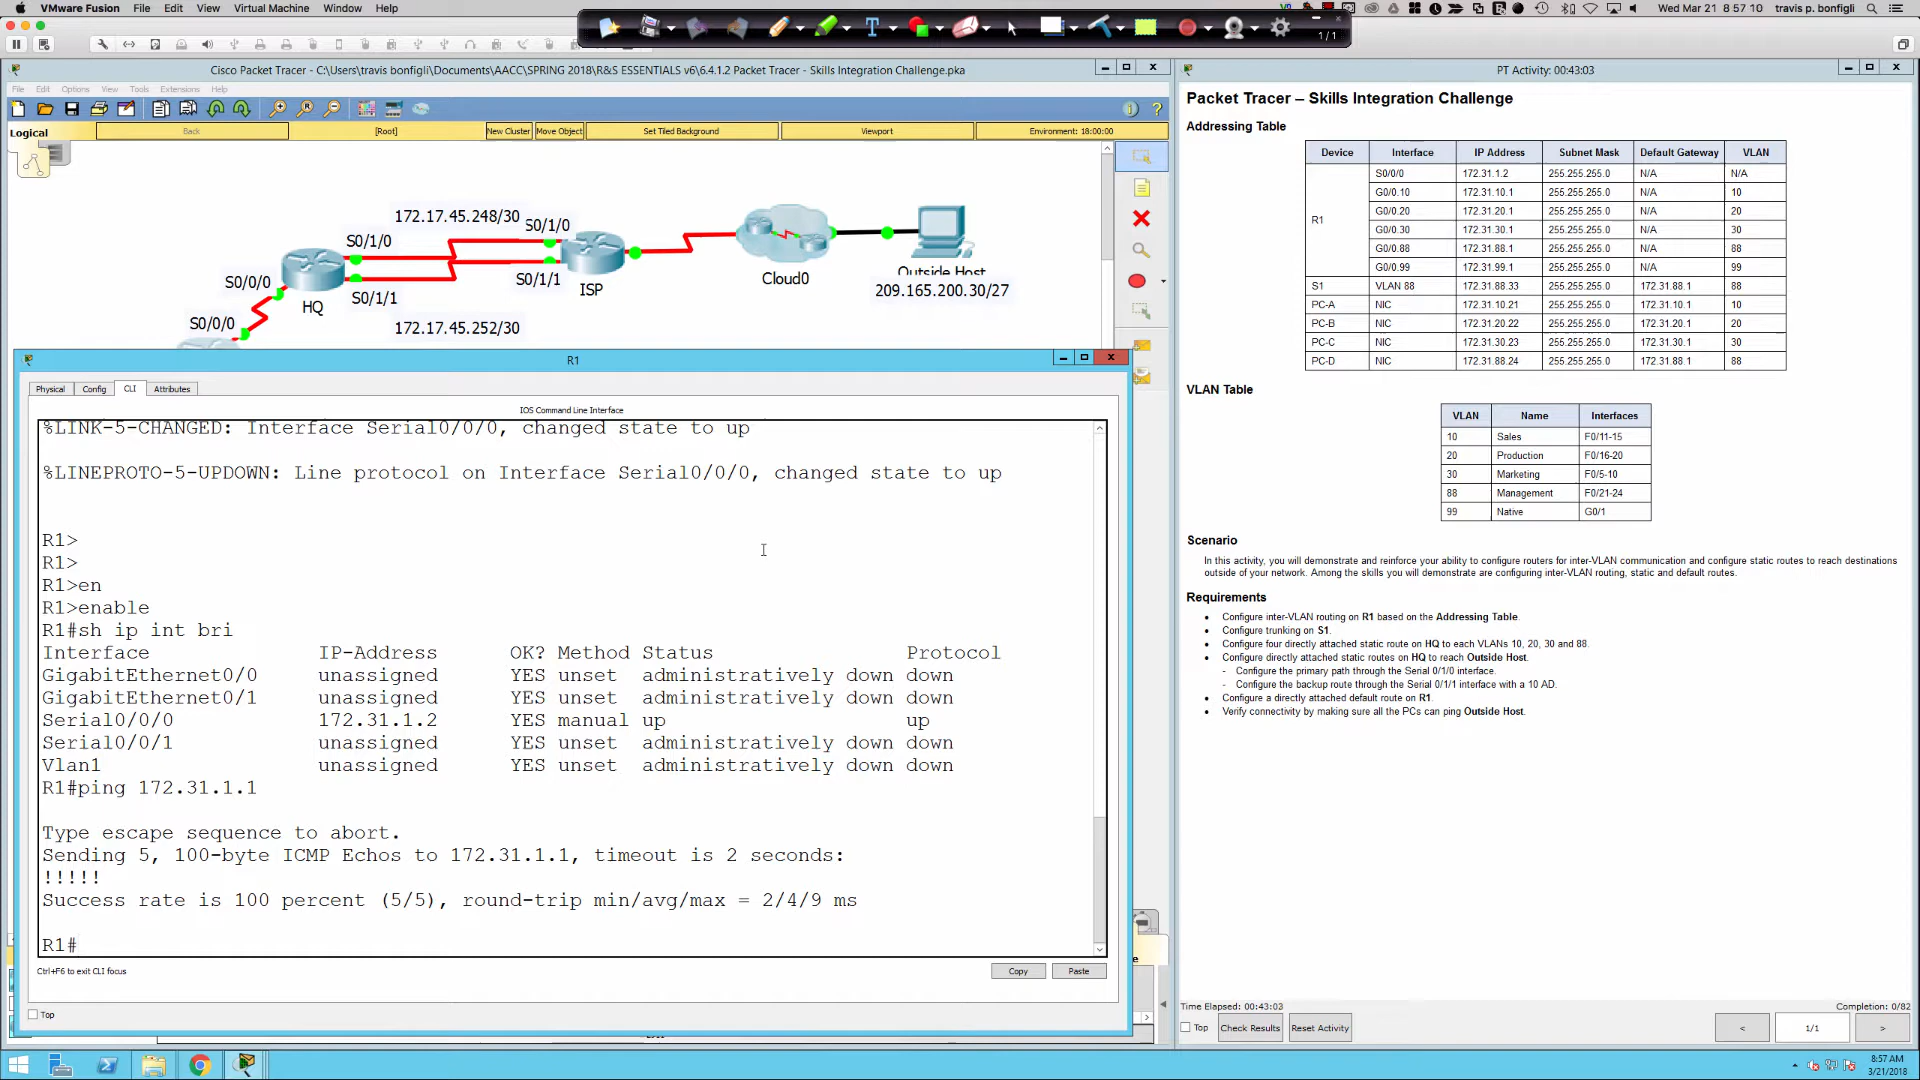 VMware Fusion File Edit View Virtual Machine Window Help
Wed Mar 21 8:57:10 travis p. bonfigli
1/1
Cisco Packet Tracer - C:\Users\travis bonfigli\Documents\AACC\SPRING 2018\R&S ESSENTIALS v6\6.4.1.2 Packet Tracer - Skills Integration Challenge.pka
File Edit Options View Tools Extensions Help
Logical Back [Root] New Cluster Move Object Set Tiled Background Viewport Environment: 18:00:00
172.17.45.248/30
S0/1/0
S0/1/0
S0/1/1
S0/1/1
S0/0/0
S0/0/0
HQ
ISP
Cloud0
Outside Host
209.165.200.30/27
172.17.45.252/30
R1
Physical Config CLI Attributes
IOS Command Line Interface
%LINK-5-CHANGED: Interface Serial0/0/0, changed state to up
%LINEPROTO-5-UPDOWN: Line protocol on Interface Serial0/0/0, changed state to up
R1>
R1>
R1>en
R1>enable
R1#sh ip int bri
Interface IP-Address OK? Method Status Protocol
GigabitEthernet0/0 unassigned YES unset administratively down down
GigabitEthernet0/1 unassigned YES unset administratively down down
Serial0/0/0 172.31.1.2 YES manual up up
Serial0/0/1 unassigned YES unset administratively down down
Vlan1 unassigned YES unset administratively down down
R1#ping 172.31.1.1
Type escape sequence to abort.
Sending 5, 100-byte ICMP Echos to 172.31.1.1, timeout is 2 seconds:
!!!!!
Success rate is 100 percent (5/5), round-trip min/avg/max = 2/4/9 ms
R1#
Ctrl+F6 to exit CLI focus
Copy Paste
Top
PT Activity: 00:43:03
Packet Tracer – Skills Integration Challenge
Addressing Table
Device Interface IP Address Subnet Mask Default Gateway VLAN
R1 S0/0/0 172.31.1.2 255.255.255.0 N/A N/A
G0/0.10 172.31.10.1 255.255.255.0 N/A 10
G0/0.20 172.31.20.1 255.255.255.0 N/A 20
G0/0.30 172.31.30.1 255.255.255.0 N/A 30
G0/0.88 172.31.88.1 255.255.255.0 N/A 88
G0/0.99 172.31.99.1 255.255.255.0 N/A 99
S1 VLAN 88 172.31.88.33 255.255.255.0 172.31.88.1 88
PC-A NIC 172.31.10.21 255.255.255.0 172.31.10.1 10
PC-B NIC 172.31.20.22 255.255.255.0 172.31.20.1 20
PC-C NIC 172.31.30.23 255.255.255.0 172.31.30.1 30
PC-D NIC 172.31.88.24 255.255.255.0 172.31.88.1 88
VLAN Table
VLAN Name Interfaces
10 Sales F0/11-15
20 Production F0/16-20
30 Marketing F0/5-10
88 Management F0/21-24
99 Native G0/1
Scenario
In this activity, you will demonstrate and reinforce your ability to configure routers for inter-VLAN communication and configure static routes to reach destinations
outside of your network. Among the skills you will demonstrate are configuring inter-VLAN routing, static and default routes.
Requirements
• Configure inter-VLAN routing on R1 based on the Addressing Table.
• Configure trunking on S1.
• Configure four directly attached static route on HQ to each VLANs 10, 20, 30 and 88.
• Configure directly attached static routes on HQ to reach Outside Host.
- Configure the primary path through the Serial 0/1/0 interface.
- Configure the backup route through the Serial 0/1/1 interface with a 10 AD.
• Configure a directly attached default route on R1.
• Verify connectivity by making sure all the PCs can ping Outside Host.
Time Elapsed: 00:43:03 Completion: 0/82
Top Check Results Reset Activity < 1/1 >
8:57 AM
3/21/2018